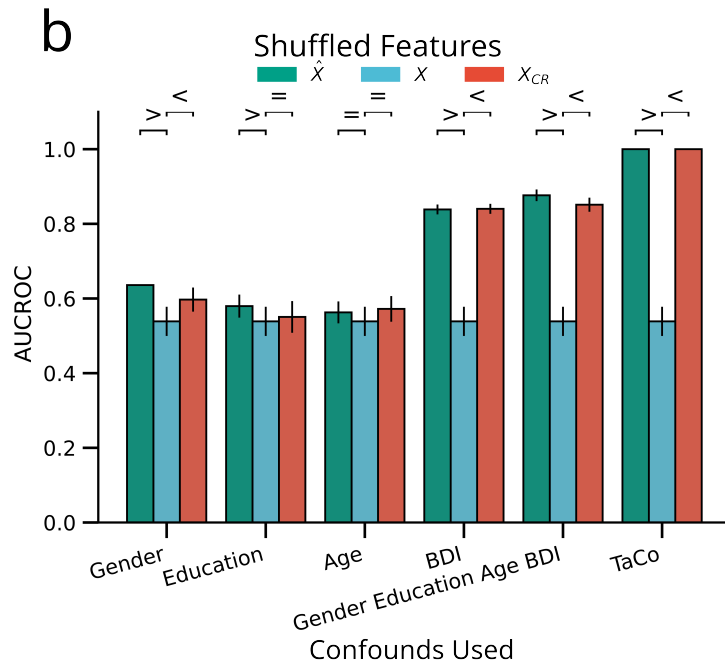 b
Shuffled Features
X̂ X X_CR
< = = < < <
> > = > > >
1.0
0.8
0.6
0.4
0.2
0.0
AUCROC
Gender Education Age BDI Gender Education Age BDI TaCo
Confounds Used